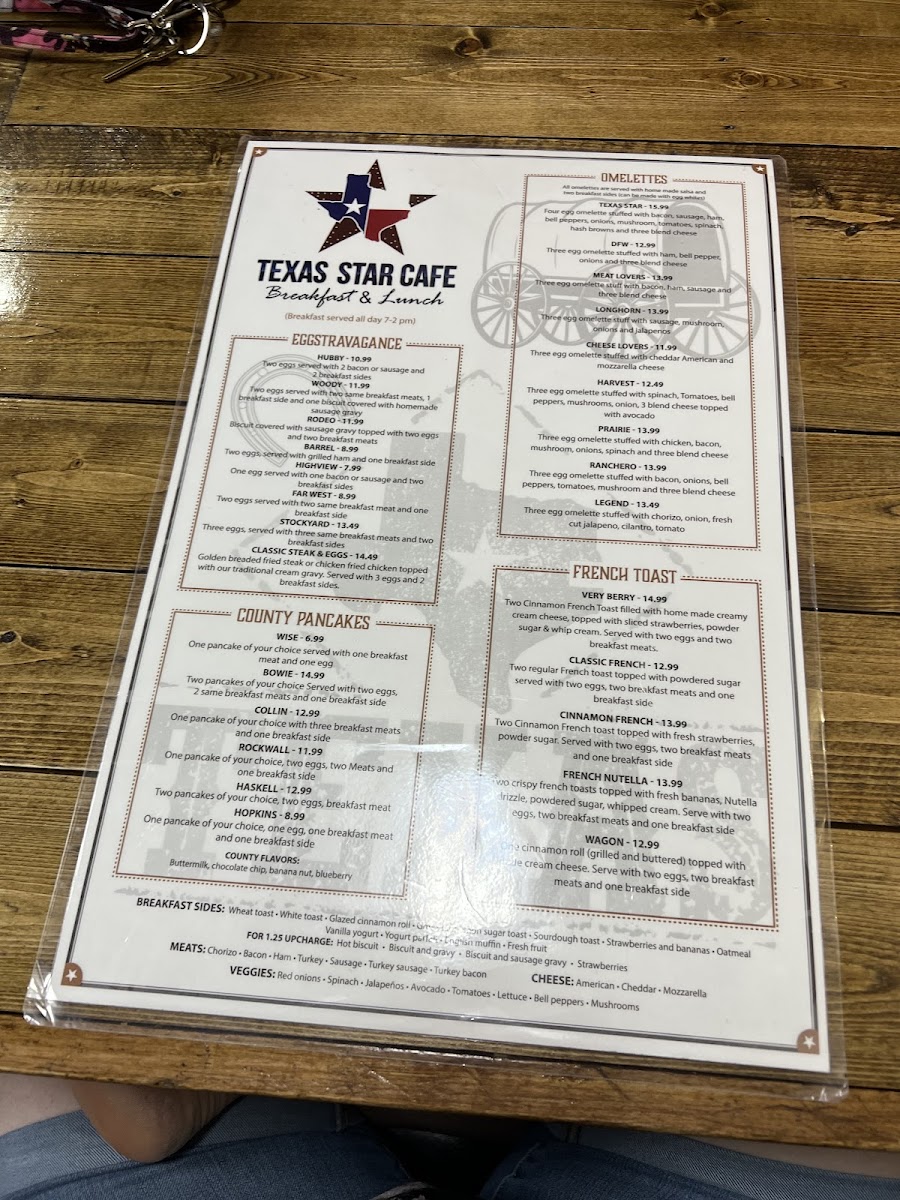 TEXAS STAR CAFE
Breakfast & Lunch
(Breakfast served all day 7-2 pm)
EGGSTRAVAGANCE
HUBBY - 10.99
Two eggs served with 2 bacon or sausage and
2 breakfast sides
WOODY - 11.99
Two eggs served with two same breakfast meats, 1
breakfast side and one biscuit covered with homemade
sausage gravy
RODEO - 11.99
Biscuit covered with sausage gravy topped with two eggs
and two breakfast meats
BARREL - 8.99
Two eggs, served with grilled ham and one breakfast side
HIGHVIEW - 7.99
One egg served with one bacon or sausage and two
breakfast sides
FAR WEST - 8.99
Two eggs served with two same breakfast meat and one
breakfast side
STOCKYARD - 13.49
Three eggs, served with three same breakfast meats and two
breakfast sides
CLASSIC STEAK & EGGS - 14.49
Golden breaded fried steak or chicken fried chicken topped
with our traditional cream gravy. Served with 3 eggs and 2
breakfast sides.
COUNTY PANCAKES
WISE - 6.99
One pancake of your choice served with one breakfast
meat and one egg
BOWIE - 14.99
Two pancakes of your choice Served with two eggs,
2 same breakfast meats and one breakfast side
COLLIN - 12.99
One pancake of your choice with three breakfast meats
and one breakfast side
ROCKWALL - 11.99
One pancake of your choice, two eggs, two Meats and
one breakfast side
HASKELL - 12.99
Two pancakes of your choice, two eggs, breakfast meat
HOPKINS - 8.99
One pancake of your choice, one egg, one breakfast meat
and one breakfast side
COUNTY FLAVORS:
Buttermilk, chocolate chip, banana nut, blueberry
OMELETTES
All omelettes are served with home made salsa and
two breakfast sides (can be made with egg whites)
TEXAS STAR - 15.99
Four egg omelette stuffed with bacon, sausage, ham,
bell peppers, onions, mushroom, tomatoes, spinach,
hash browns and three blend cheese
DFW - 12.99
Three egg omelette stuffed with ham, bell pepper,
onions and three blend cheese
MEAT LOVERS - 13.99
Three egg omelette stuff with bacon, ham, sausage and
three blend cheese
LONGHORN - 13.99
Three egg omelette stuff with sausage, mushroom,
onions and jalapenos
CHEESE LOVERS - 11.99
Three egg omelette stuffed with cheddar American and
mozzarella cheese
HARVEST - 12.49
Three egg omelette stuffed with spinach, Tomatoes, bell
peppers, mushrooms, onion, 3 blend cheese topped
with avocado
PRAIRIE - 13.99
Three egg omelette stuffed with chicken, bacon,
mushroom, onions, spinach and three blend cheese
RANCHERO - 13.99
Three egg omelette stuffed with bacon, onions, bell
peppers, tomatoes, mushroom and three blend cheese
LEGEND - 13.49
Three egg omelette stuffed with chorizo, onion, fresh
cut jalapeno, cilantro, tomato
FRENCH TOAST
VERY BERRY - 14.99
Two Cinnamon French Toast filled with home made creamy
cream cheese, topped with sliced strawberries, powder
sugar & whip cream. Served with two eggs and two
breakfast meats.
CLASSIC FRENCH - 12.99
Two regular French toast topped with powdered sugar
served with two eggs, two breakfast meats and one
breakfast side
CINNAMON FRENCH - 13.99
Two Cinnamon French toast topped with fresh strawberries,
powder sugar. Served with two eggs, two breakfast meats
and one breakfast side
FRENCH NUTELLA - 13.99
two crispy french toasts topped with fresh bananas, Nutella
drizzle, powdered sugar, whipped cream. Serve with two
eggs, two breakfast meats and one breakfast side
WAGON - 12.99
One cinnamon roll (grilled and buttered) topped with
cream cheese. Serve with two eggs, two breakfast
meats and one breakfast side
TEXAS
BREAKFAST SIDES: Wheat toast • White toast • Glazed cinnamon roll • sugar toast • Sourdough toast • Strawberries and bananas • Oatmeal
Vanilla yogurt • Yogurt parfait • English muffin • Fresh fruit
FOR 1.25 UPCHARGE: Hot biscuit • Biscuit and gravy • Biscuit and sausage gravy • Strawberries
MEATS: Chorizo • Bacon • Ham • Turkey • Sausage • Turkey sausage • Turkey bacon
CHEESE: American • Cheddar • Mozzarella
VEGGIES: Red onions • Spinach • Jalapeños • Avocado • Tomatoes • Lettuce • Bell peppers • Mushrooms